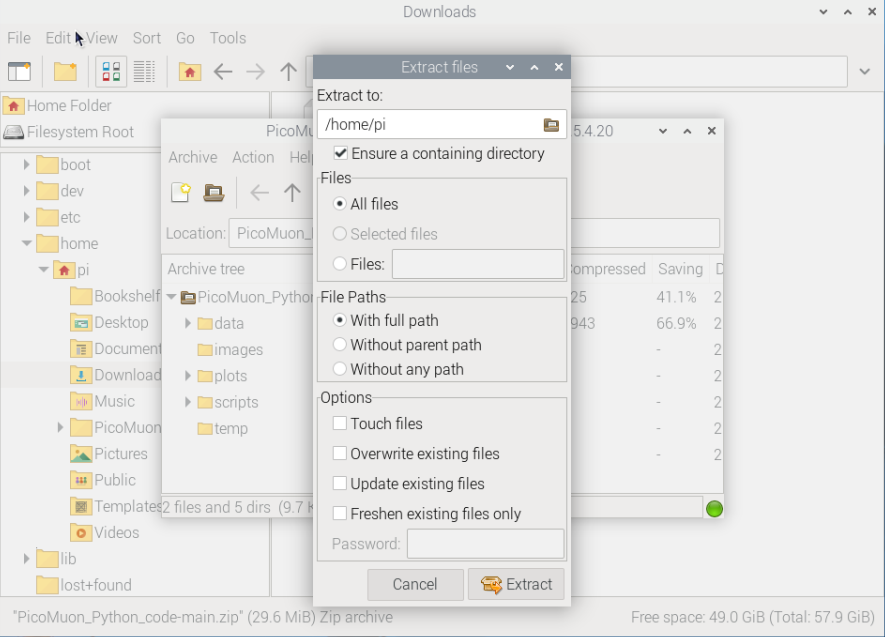 Downloads
File Edit View Sort Go Tools
Extract files
Extract to:
/home/pi
Ensure a containing directory
Files
All files
Selected files
Files:
File Paths
With full path
Without parent path
Without any path
Options
Touch files
Overwrite existing files
Update existing files
Freshen existing files only
Password:
Cancel Extract
Home Folder
Filesystem Root
boot
dev
etc
home
pi
Bookshelf
Desktop
Document
Download
Music
PicoMuon
Pictures
Public
Templates
Videos
lib
lost+found
PicoMu 5.4.20
Archive Action Hel
Location: PicoMuon_
Archive tree Compressed Saving D
PicoMuon_Python 25 41.1% 2
data 943 66.9% 2
images - 2
plots - 2
scripts - 2
temp - 2
2 files and 5 dirs (9.7 K
"PicoMuon_Python_code-main.zip" (29.6 MiB) Zip archive
Free space: 49.0 GiB (Total: 57.9 GiB)